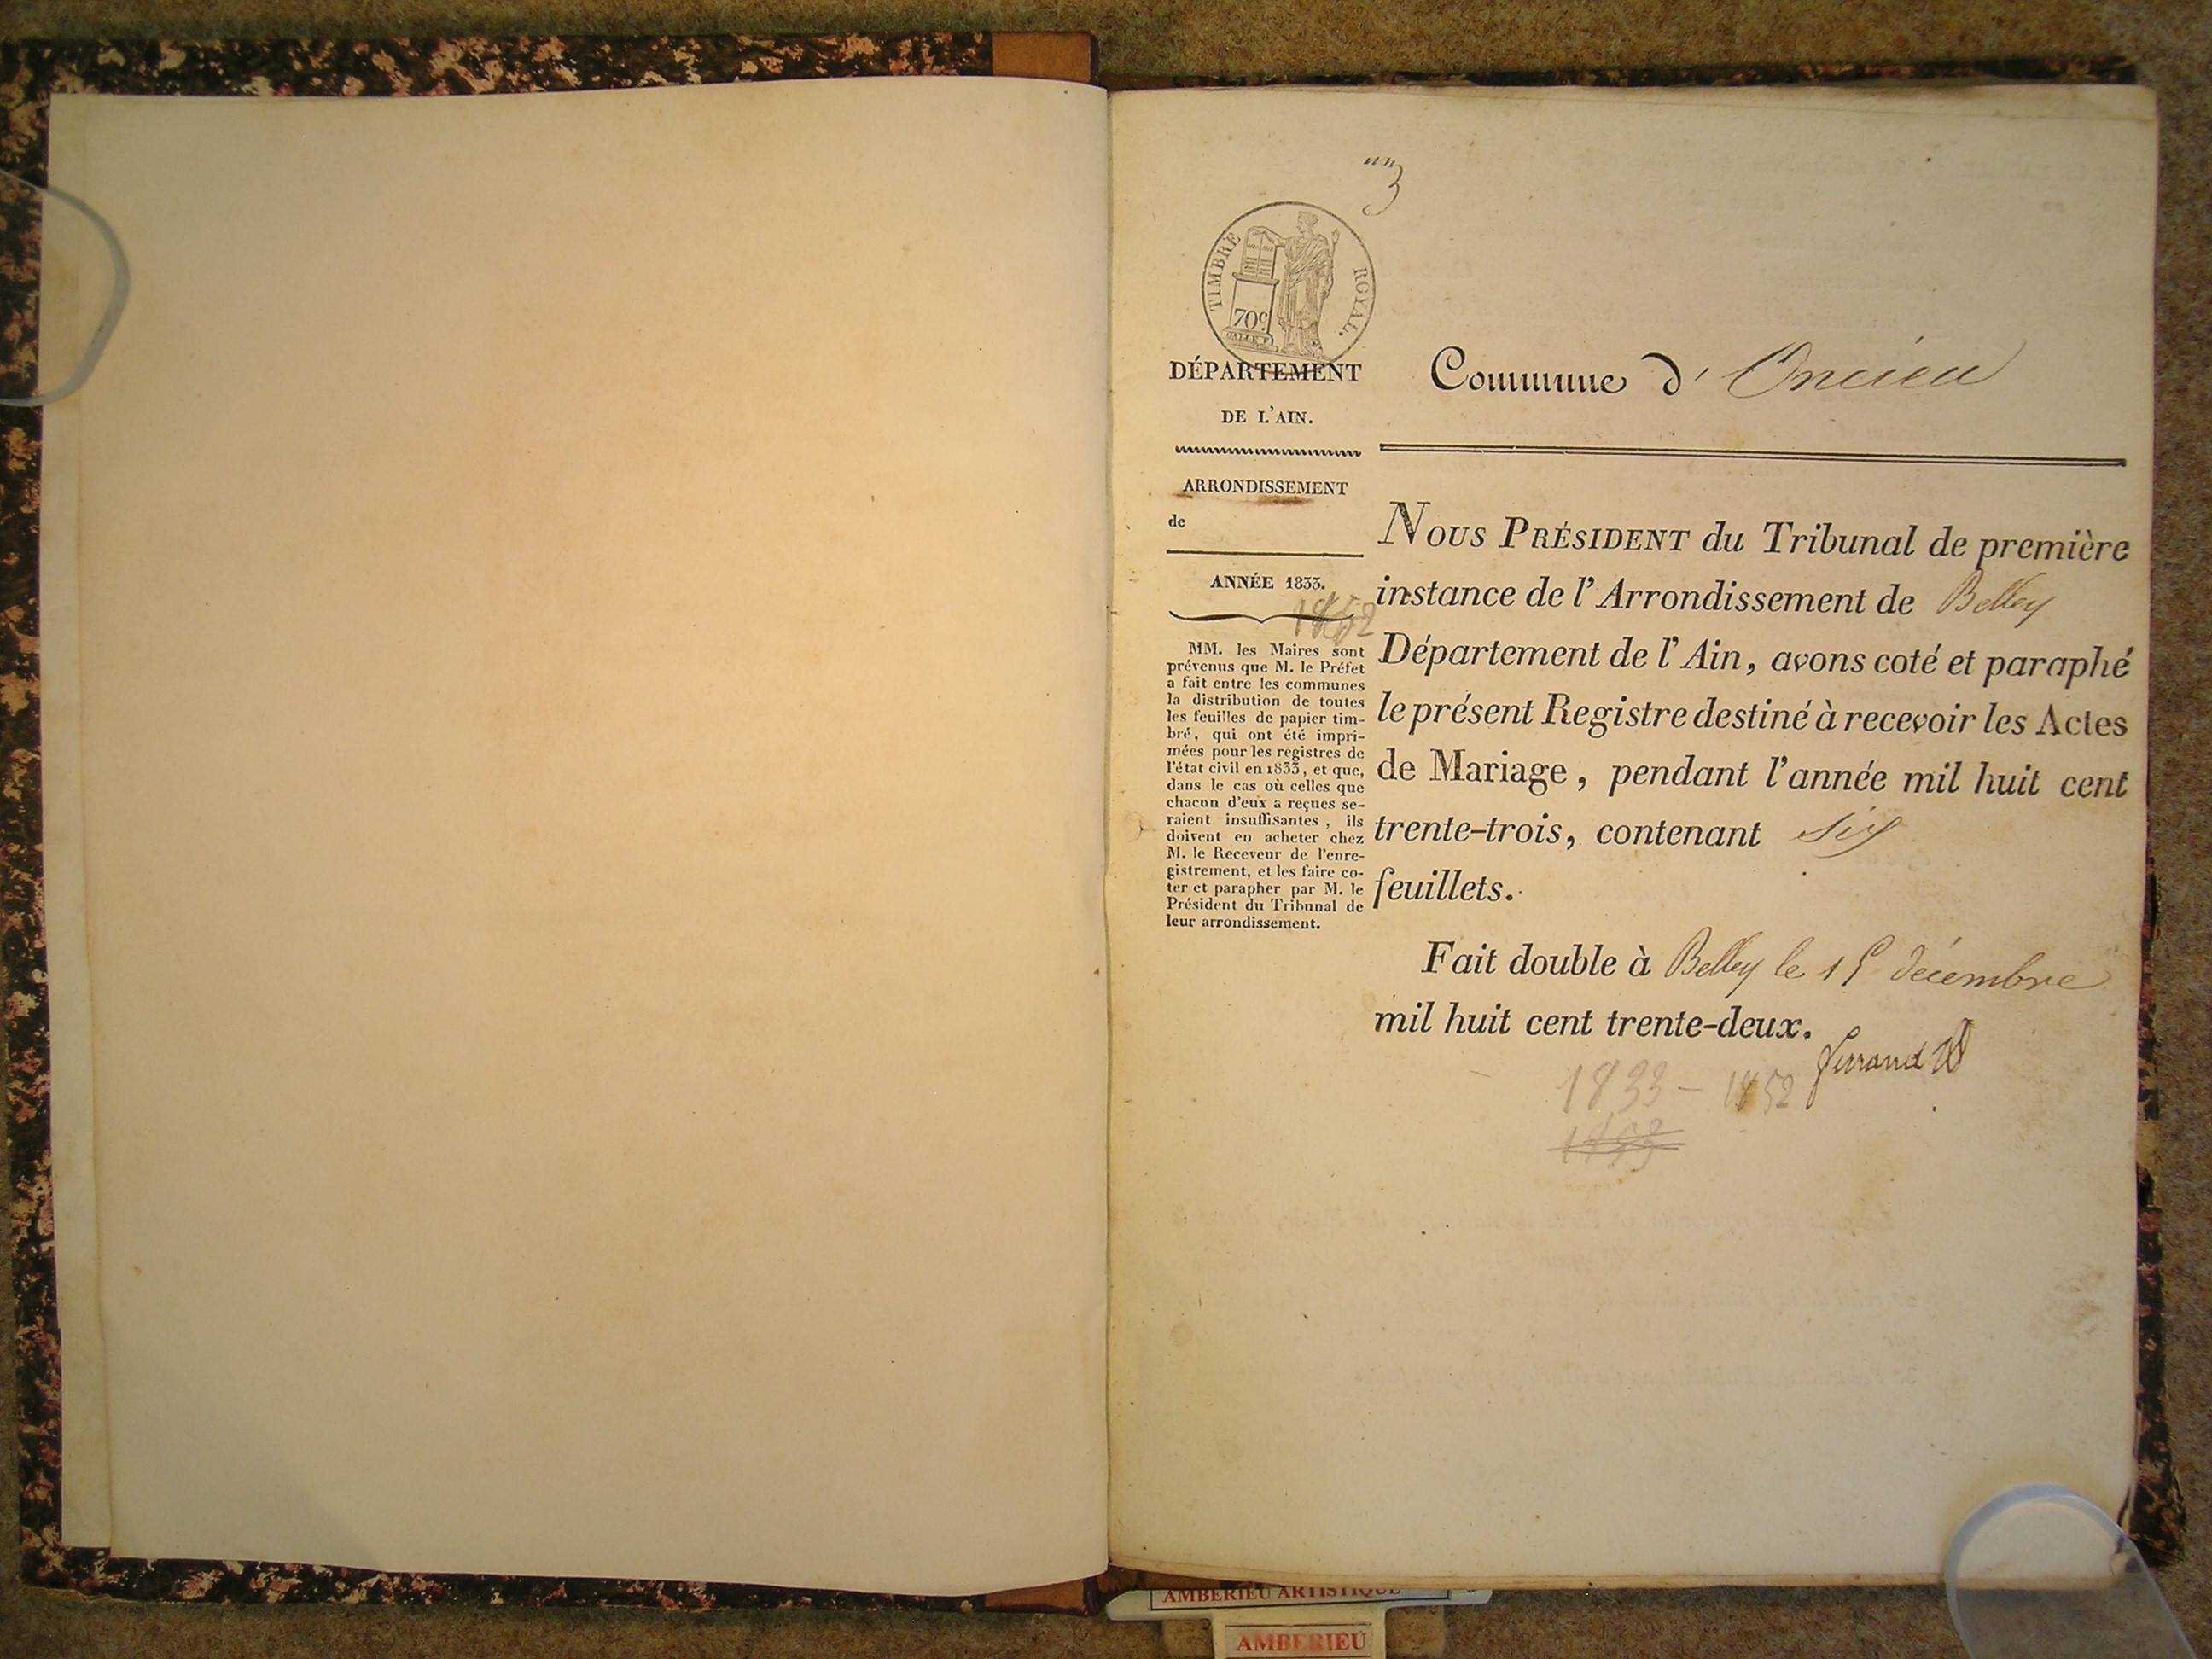 3
TIMBRE ROYAL.
70c
DÉPARTEMENT
DE L'AIN.
ARRONDISSEMENT
de
ANNÉE 1833.
MM. les Maires sont
prévenus que M. le Préfet
a fait entre les communes
la distribution de toutes
les feuilles de papier tim-
bré, qui ont été impri-
mées pour les registres de
l'état civil en 1833, et que,
dans le cas où celles que
chacun d'eux a reçues se-
raient insuffisantes, ils
doivent en acheter chez
M. le Receveur de l'enre-
gistrement, et les faire co-
ter et parapher par M. le
Président du Tribunal de
leur arrondissement.
Commune d'Oncieu
NOUS PRÉSIDENT du Tribunal de première
instance de l'Arrondissement de Belley
Département de l'Ain, avons coté et paraphé
le présent Registre destiné à recevoir les Actes
de Mariage, pendant l'année mil huit cent
trente-trois, contenant six
feuillets.
Fait double à Belley le 15 décembre
mil huit cent trente-deux.
Ferrand
1833 - 1852
AMBERIEU ARTISTIQUE
AMBERIEU